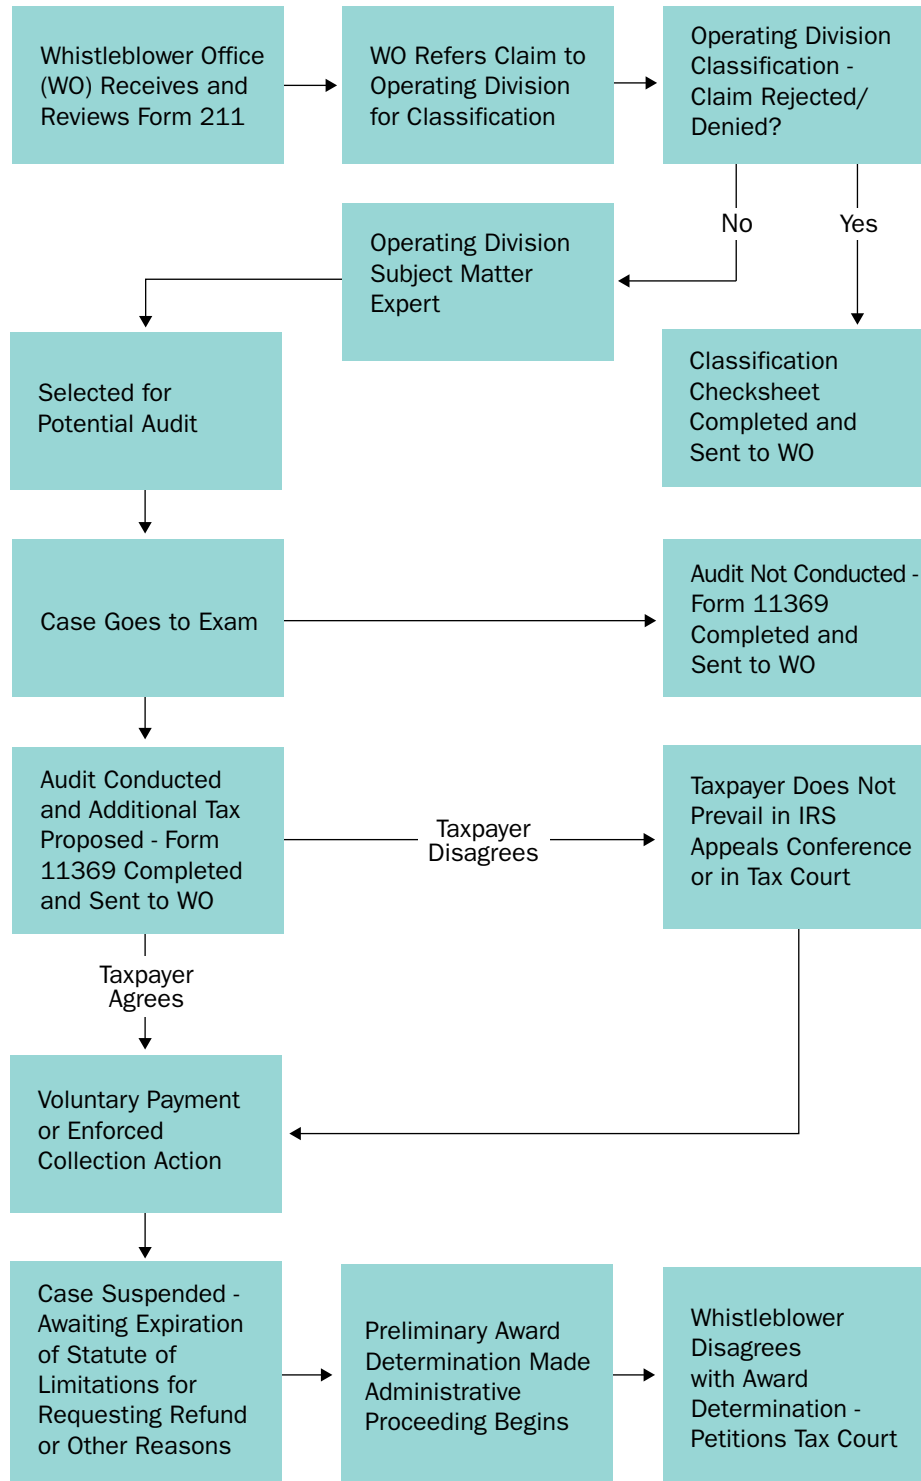 Whistleblower Office
(WO) Receives and
Reviews Form 211
WO Refers Claim to
Operating Division
for Classification
Operating Division
Classification -
Claim Rejected/
Denied?
No
Yes
Operating Division
Subject Matter
Expert
Classification
Checksheet
Completed and
Sent to WO
Selected for
Potential Audit
Case Goes to Exam
Audit Not Conducted -
Form 11369
Completed and
Sent to WO
Audit Conducted
and Additional Tax
Proposed - Form
11369 Completed
and Sent to WO
Taxpayer
Disagrees
Taxpayer Does Not
Prevail in IRS
Appeals Conference
or in Tax Court
Taxpayer
Agrees
Voluntary Payment
or Enforced
Collection Action
Case Suspended -
Awaiting Expiration
of Statute of
Limitations for
Requesting Refund
or Other Reasons
Preliminary Award
Determination Made
Administrative
Proceeding Begins
Whistleblower
Disagrees
with Award
Determination -
Petitions Tax Court